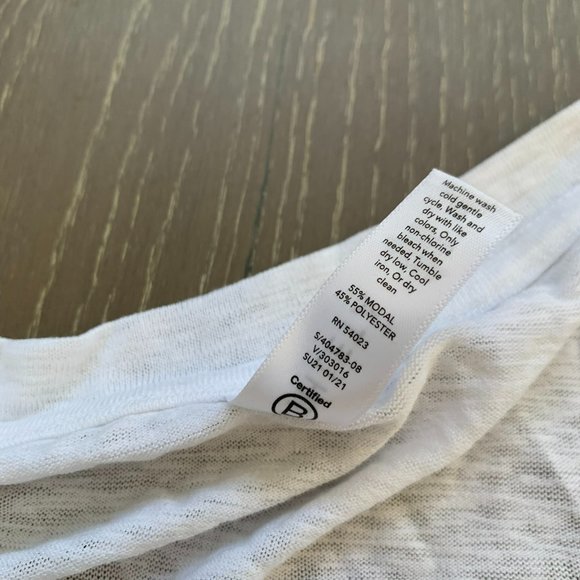 Machine wash
cold gentle
cycle, Wash and
dry with like
colors, Only
non-chlorine
bleach when
needed, Tumble
dry low, Cool
iron, Or dry
clean
55% MODAL
45% POLYESTER
RN 54023
S/404783-08
V/303016
SU21 01/21
Certified
B